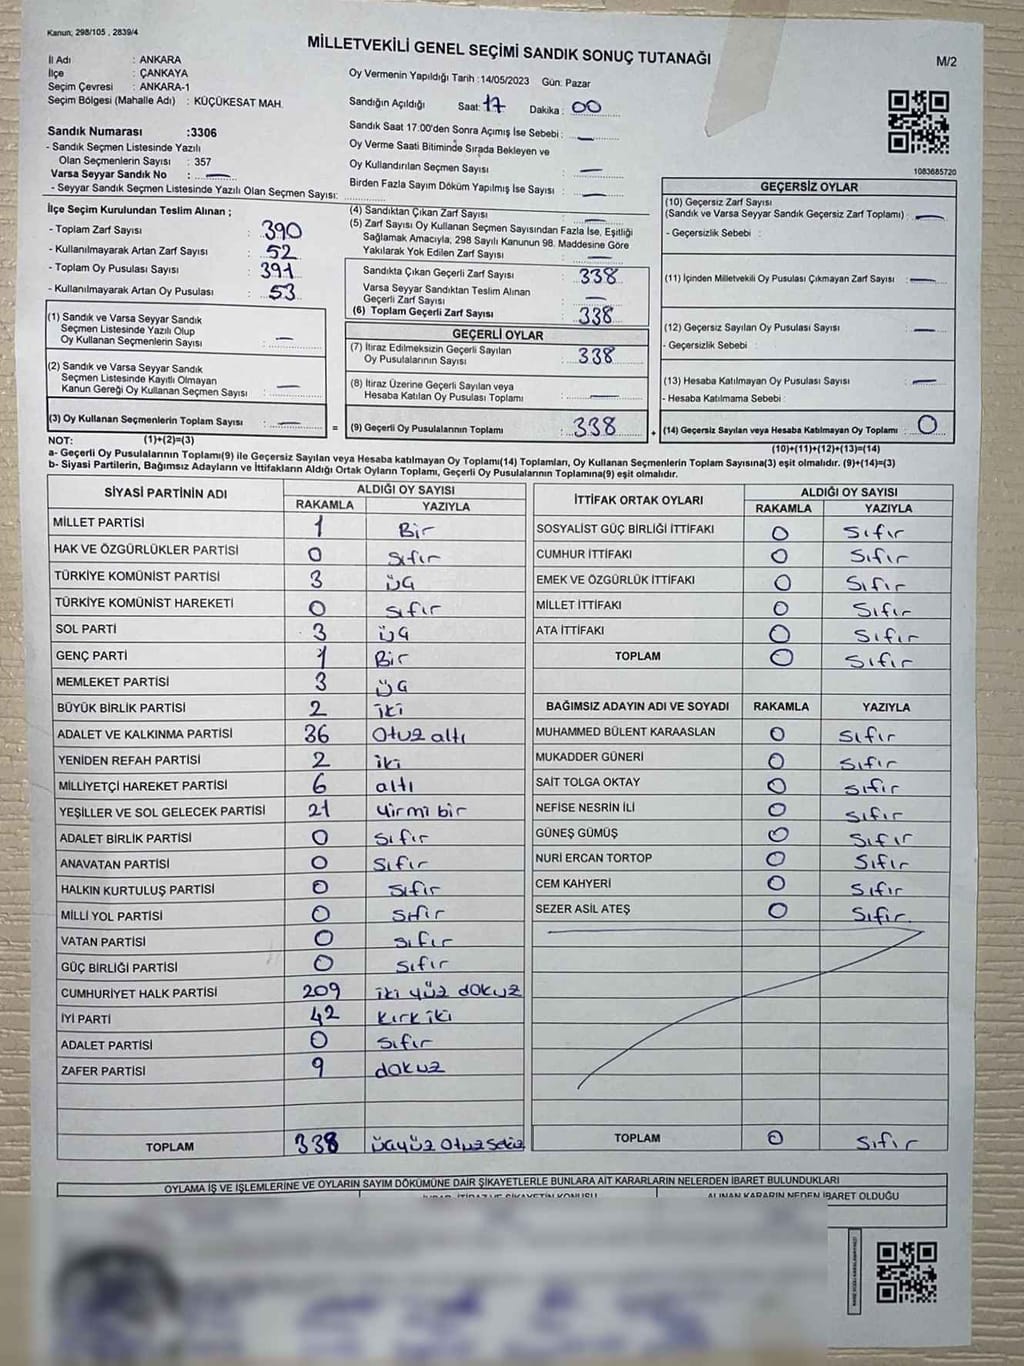 Kanun; 298/105 , 2839/4
MİLLETVEKİLİ GENEL SEÇİMİ SANDIK SONUÇ TUTANAĞI
M/2
İl Adı : ANKARA
İlçe : ÇANKAYA
Seçim Çevresi : ANKARA-1
Seçim Bölgesi (Mahalle Adı) : KÜÇÜKESAT MAH.
Sandık Numarası :3306
- Sandık Seçmen Listesinde Yazılı
Olan Seçmenlerin Sayısı : 357
Varsa Seyyar Sandık No : —
- Seyyar Sandık Seçmen Listesinde Yazılı Olan Seçmen Sayısı:
Oy Vermenin Yapıldığı Tarih :14/05/2023 Gün: Pazar
Sandığın Açıldığı Saat: 17 Dakika : 00
Sandık Saat 17:00'den Sonra Açımış İse Sebebi : —
Oy Verme Saati Bitiminde Sırada Bekleyen ve
Oy Kullandırılan Seçmen Sayısı : —
Birden Fazla Sayım Döküm Yapılmış İse Sayısı : —
1083685720
İlçe Seçim Kurulundan Teslim Alınan ;
- Toplam Zarf Sayısı : 390
- Kullanılmayarak Artan Zarf Sayısı : 52
- Toplam Oy Pusulası Sayısı : 391
- Kullanılmayarak Artan Oy Pusulası : 53
(1) Sandık ve Varsa Seyyar Sandık
Seçmen Listesinde Yazılı Olup
Oy Kullanan Seçmenlerin Sayısı : —
(2) Sandık ve Varsa Seyyar Sandık
Seçmen Listesinde Kayıtlı Olmayan
Kanun Gereği Oy Kullanan Seçmen Sayısı : —
(3) Oy Kullanan Seçmenlerin Toplam Sayısı : —
(4) Sandıktan Çıkan Zarf Sayısı : —
(5) Zarf Sayısı Oy Kullanan Seçmen Sayısından Fazla İse, Eşitliği
Sağlamak Amacıyla, 298 Sayılı Kanunun 98. Maddesine Göre
Yakılarak Yok Edilen Zarf Sayısı : —
Sandıkta Çıkan Geçerli Zarf Sayısı : 338
Varsa Seyyar Sandıktan Teslim Alınan
Geçerli Zarf Sayısı : —
(6) Toplam Geçerli Zarf Sayısı : 338
GEÇERLİ OYLAR
(7) İtiraz Edilmeksizin Geçerli Sayılan
Oy Pusulalarının Sayısı : 338
(8) İtiraz Üzerine Geçerli Sayılan veya
Hesaba Katılan Oy Pusulası Toplamı : —
= (9) Geçerli Oy Pusulalarının Toplamı : 338
GEÇERSİZ OYLAR
(10) Geçersiz Zarf Sayısı
(Sandık ve Varsa Seyyar Sandık Geçersiz Zarf Toplamı) : —
- Geçersizlik Sebebi :
(11) İçinden Milletvekili Oy Pusulası Çıkmayan Zarf Sayısı : —
(12) Geçersiz Sayılan Oy Pusulası Sayısı : —
- Geçersizlik Sebebi :
(13) Hesaba Katılmayan Oy Pusulası Sayısı : —
- Hesaba Katılmama Sebebi :
+ (14) Geçersiz Sayılan veya Hesaba Katılmayan Oy Toplamı : 0
NOT: (1)+(2)=(3)
(10)+(11)+(12)+(13)=(14)
a- Geçerli Oy Pusulalarının Toplamı(9) ile Geçersiz Sayılan veya Hesaba katılmayan Oy Toplamı(14) Toplamları, Oy Kullanan Seçmenlerin Toplam Sayısına(3) eşit olmalıdır. (9)+(14)=(3)
b- Siyasi Partilerin, Bağımsız Adayların ve İttifakların Aldığı Ortak Oyların Toplamı, Geçerli Oy Pusulalarının Toplamına(9) eşit olmalıdır.
SİYASİ PARTİNİN ADI ALDIĞI OY SAYISI
RAKAMLA YAZIYLA
MİLLET PARTİSİ 1 Bir
HAK VE ÖZGÜRLÜKLER PARTİSİ 0 Sıfır
TÜRKİYE KOMÜNİST PARTİSİ 3 üç
TÜRKİYE KOMÜNİST HAREKETİ 0 sıfır
SOL PARTİ 3 üç
GENÇ PARTİ 1 Bir
MEMLEKET PARTİSİ 3 üç
BÜYÜK BİRLİK PARTİSİ 2 iki
ADALET VE KALKINMA PARTİSİ 36 Otuz altı
YENİDEN REFAH PARTİSİ 2 iki
MİLLİYETÇİ HAREKET PARTİSİ 6 altı
YEŞİLLER VE SOL GELECEK PARTİSİ 21 yirmi bir
ADALET BİRLİK PARTİSİ 0 Sıfır
ANAVATAN PARTİSİ 0 Sıfır
HALKIN KURTULUŞ PARTİSİ 0 Sıfır
MİLLİ YOL PARTİSİ 0 Sıfır
VATAN PARTİSİ 0 Sıfır
GÜÇ BİRLİĞİ PARTİSİ 0 Sıfır
CUMHURİYET HALK PARTİSİ 209 iki yüz dokuz
İYİ PARTİ 42 Kırk iki
ADALET PARTİSİ 0 Sıfır
ZAFER PARTİSİ 9 dokuz
TOPLAM 338 üçyüz Otuz Sekiz
İTTİFAK ORTAK OYLARI ALDIĞI OY SAYISI
RAKAMLA YAZIYLA
SOSYALİST GÜÇ BİRLİĞİ İTTİFAKI 0 Sıfır
CUMHUR İTTİFAKI 0 Sıfır
EMEK VE ÖZGÜRLÜK İTTİFAKI 0 Sıfır
MİLLET İTTİFAKI 0 Sıfır
ATA İTTİFAKI 0 Sıfır
TOPLAM 0 Sıfır
BAĞIMSIZ ADAYIN ADI VE SOYADI RAKAMLA YAZIYLA
MUHAMMED BÜLENT KARAASLAN 0 Sıfır
MUKADDER GÜNERİ 0 Sıfır
SAİT TOLGA OKTAY 0 Sıfır
NEFİSE NESRİN İLİ 0 Sıfır
GÜNEŞ GÜMÜŞ 0 Sıfır
NURİ ERCAN TORTOP 0 Sıfır
CEM KAHYERİ 0 Sıfır
SEZER ASİL ATEŞ 0 Sıfır.
TOPLAM 0 Sıfır
OYLAMA İŞ VE İŞLEMLERİNE VE OYLARIN SAYIM DÖKÜMÜNE DAİR ŞİKAYETLERLE BUNLARA AİT KARARLARIN NELERDEN İBARET BULUNDUKLARI
ALINAN KARARIN NEDEN İBARET OLDUĞU